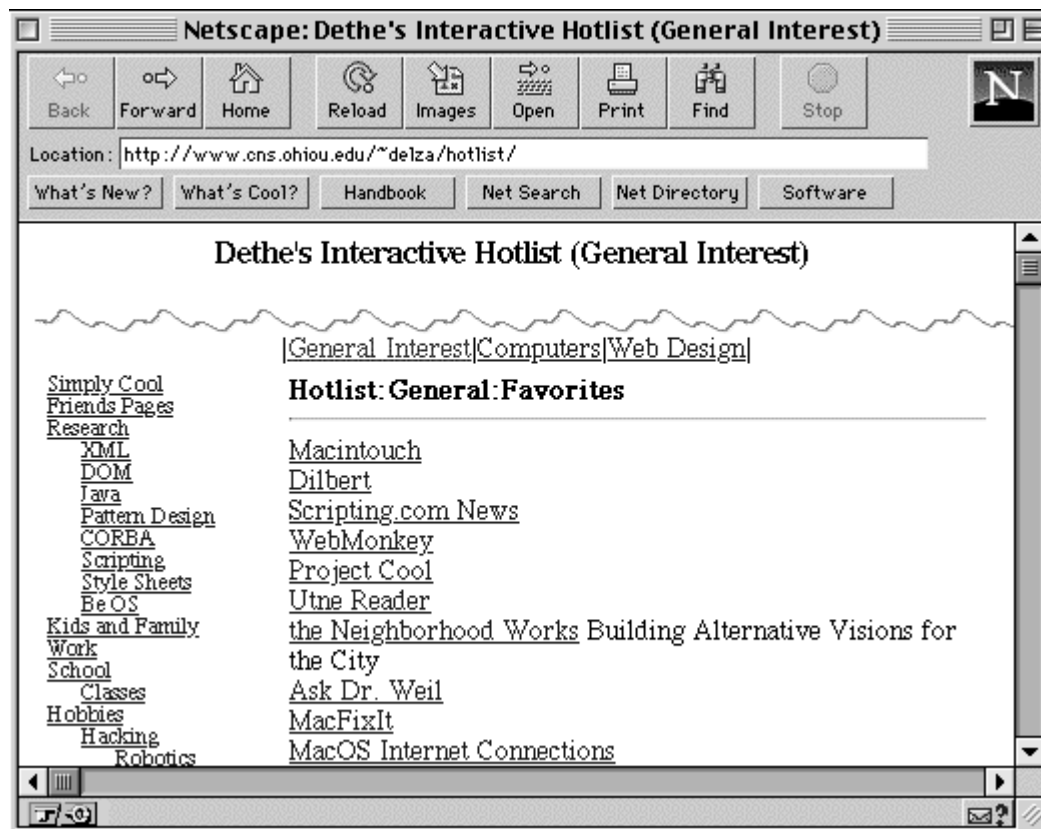 Netscape: Dethe's Interactive Hotlist (General Interest)
Back Forward Home Reload Images Open Print Find Stop
N
Location: http://www.cns.ohiou.edu/~delza/hotlist/
What's New? What's Cool? Handbook Net Search Net Directory Software
Dethe's Interactive Hotlist (General Interest)
|General Interest|Computers|Web Design|
Simply Cool
Friends Pages
Research
XML
DOM
Java
Pattern Design
CORBA
Scripting
Style Sheets
Be OS
Kids and Family
Work
School
Classes
Hobbies
Hacking
Robotics
Hotlist:General:Favorites
Macintouch
Dilbert
Scripting.com News
WebMonkey
Project Cool
Utne Reader
the Neighborhood Works Building Alternative Visions for
the City
Ask Dr. Weil
MacFixIt
MacOS Internet Connections
?